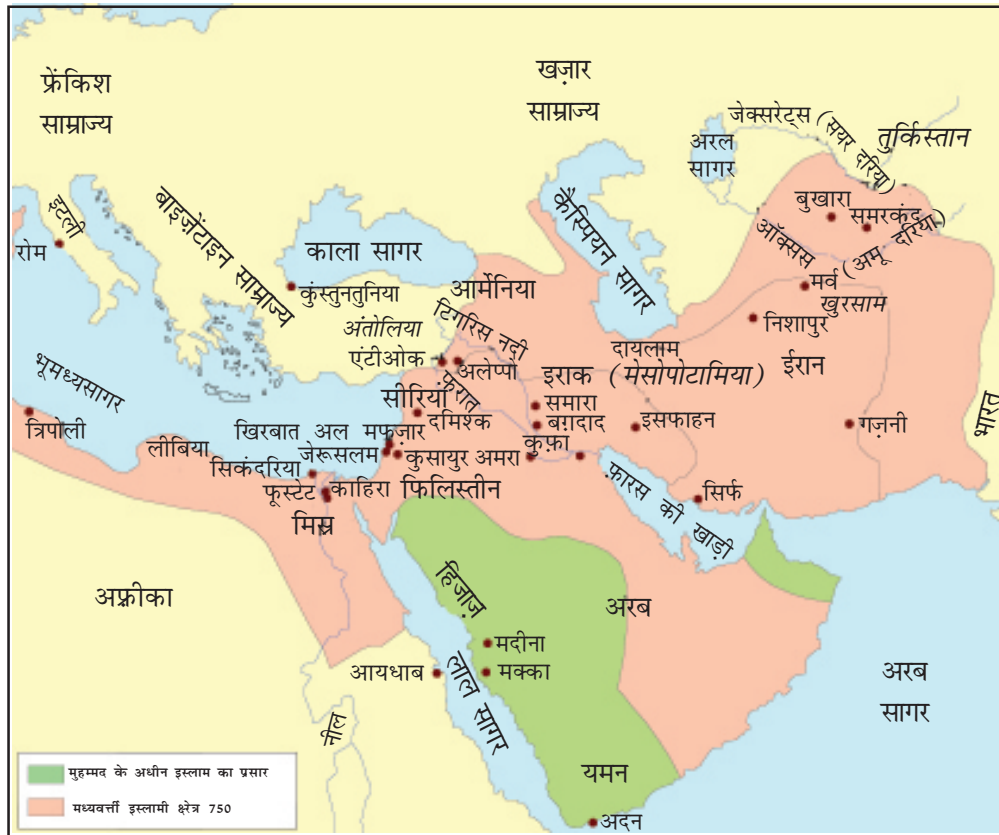 फ्रेंकिश
साम्राज्य
खज़ार
साम्राज्य
जेक्सरेट्स (सयर दरिया)
तुर्किस्तान
अरल
सागर
इटली
रोम
बाइजेंटाइन साम्राज्य
काला सागर
कुंस्तुनतुनिया
कैस्पियन सागर
बुखारा
समरकंद
ऑक्सस (अमू दरिया)
मर्व
खुरसाम
निशापुर
आर्मेनिया
अंतोलिया
टिगरिस नदी
एंटीओक
अलेप्पो
फ़रात
दायलाम
इराक (मेसोपोटामिया)
ईरान
भूमध्यसागर
सीरियां
दमिश्क
समारा
बग़दाद
इसफाहन
गज़नी
भारत
त्रिपोली
लीबिया
खिरबात अल मफ़ज़ार
जेरूसलम
कुसायुर अमरा
कुफ़ा
सिकंदरिया
फूस्टेट
काहिरा
फिलिस्तीन
मिस्र
सिर्फ
फ़ारस की खाड़ी
अफ़्रीका
हिजाज़
अरब
मदीना
मक्का
आयधाब
लाल सागर
अरब
सागर
नील
यमन
अदन
मुहम्मद के अधीन इस्लाम का प्रसार
मध्यवर्त्ती इस्लामी क्षेत्र 750